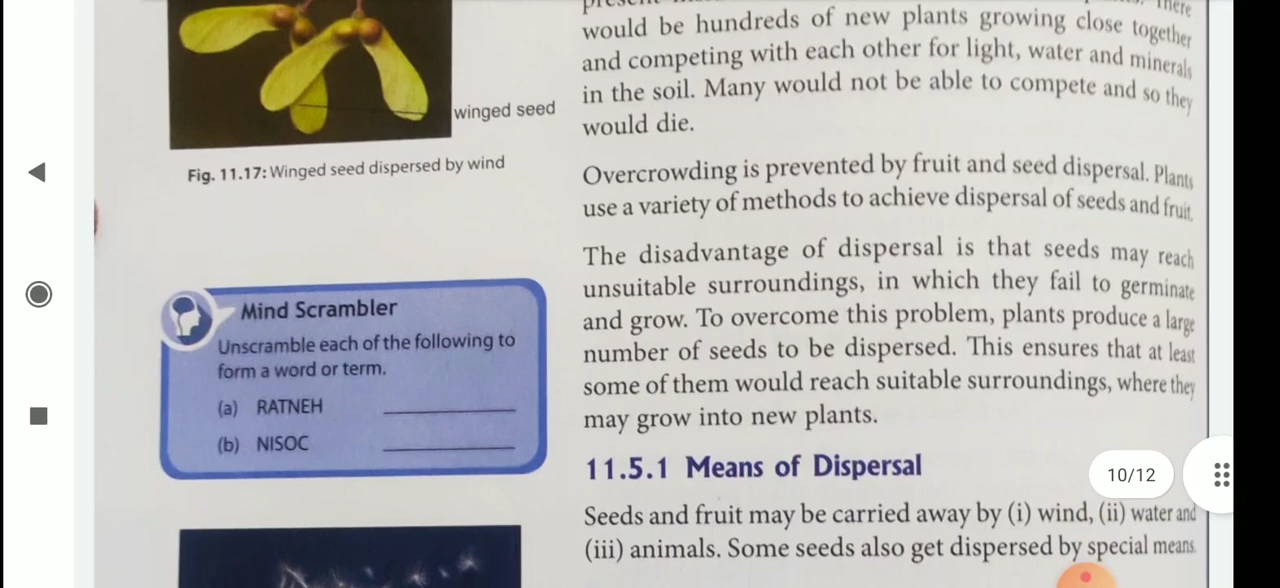 There
would be hundreds of new plants growing close together
and competing with each other for light, water and minerals
in the soil. Many would not be able to compete and so they
would die.
winged seed
Fig. 11.17: Winged seed dispersed by wind
Overcrowding is prevented by fruit and seed dispersal. Plants
use a variety of methods to achieve dispersal of seeds and fruit.
The disadvantage of dispersal is that seeds may reach
unsuitable surroundings, in which they fail to germinate
and grow. To overcome this problem, plants produce a large
number of seeds to be dispersed. This ensures that at least
some of them would reach suitable surroundings, where they
may grow into new plants.
Mind Scrambler
Unscramble each of the following to
form a word or term.
(a) RATNEH
(b) NISOC
11.5.1 Means of Dispersal
Seeds and fruit may be carried away by (i) wind, (ii) water and
(iii) animals. Some seeds also get dispersed by special means.
10/12